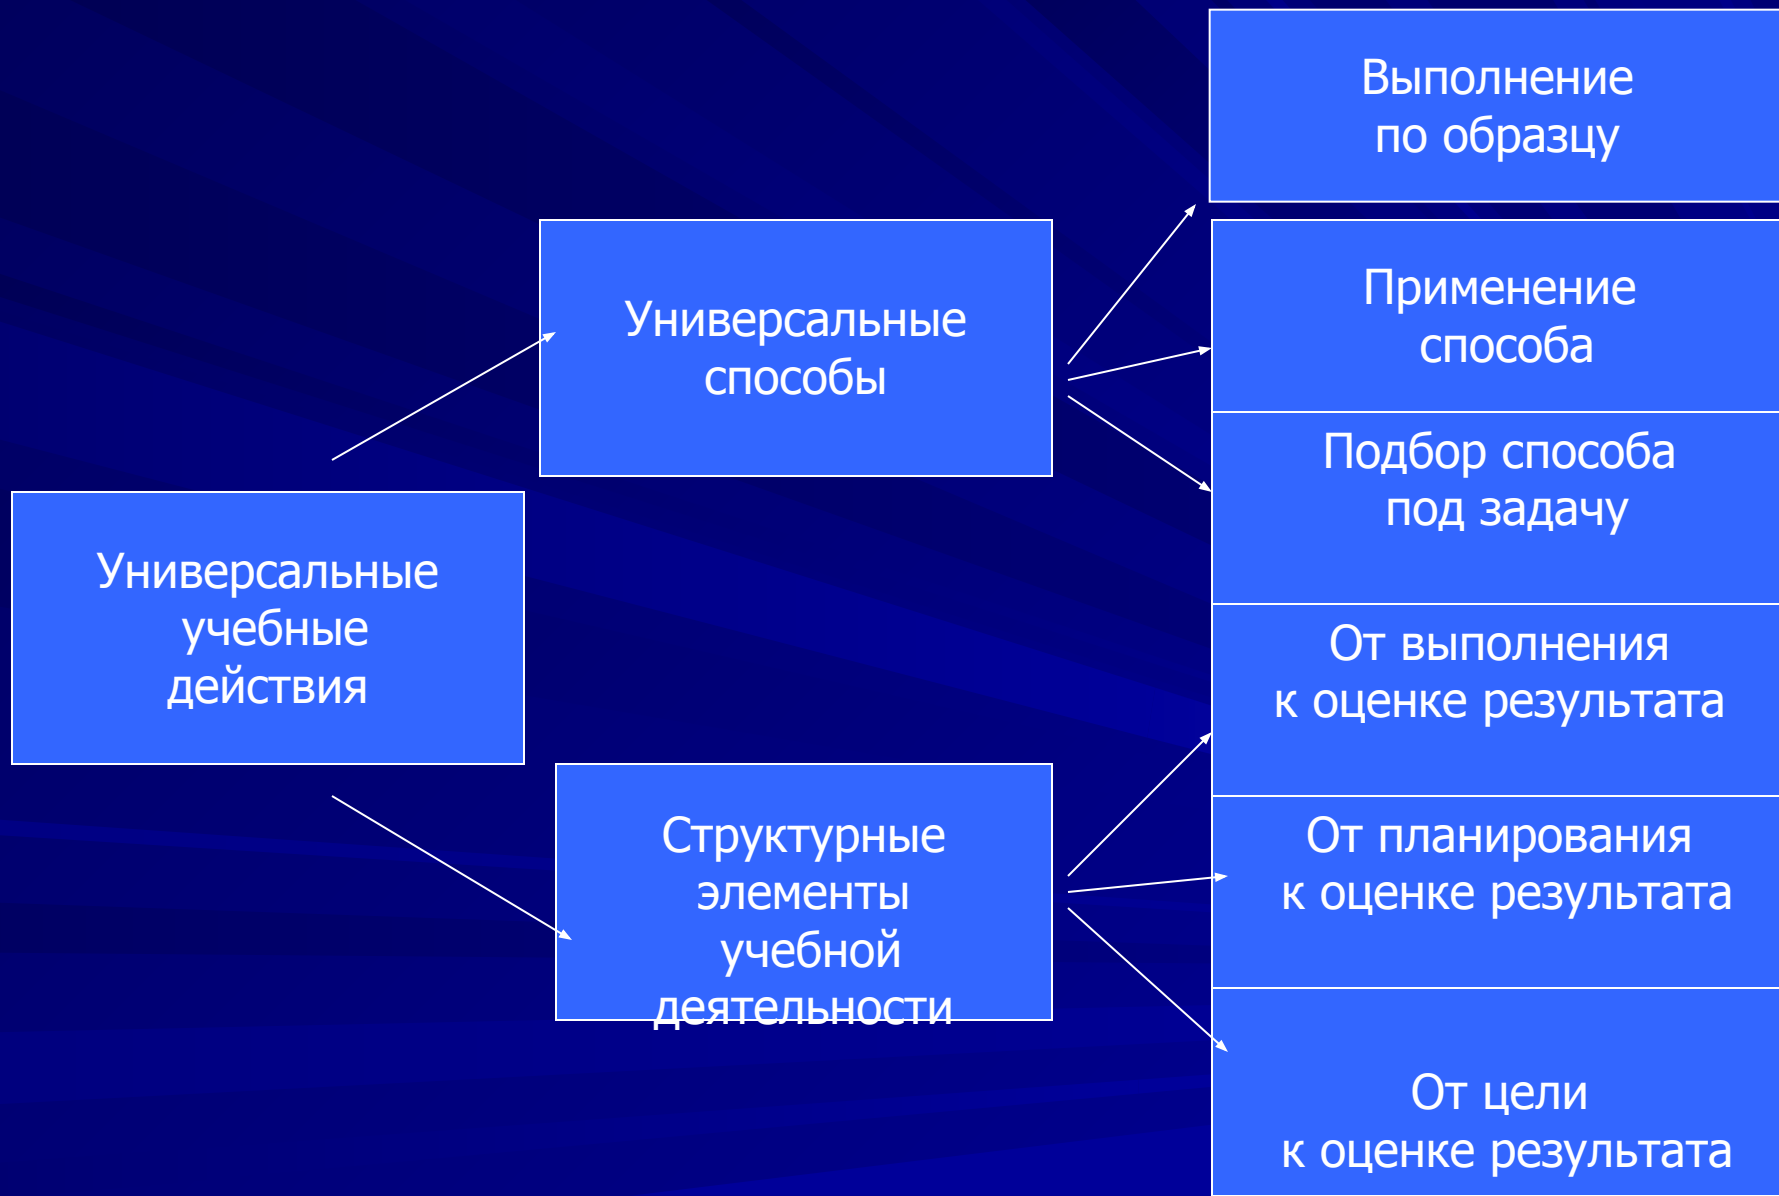 Выполнение
по образцу
Универсальные
способы
Применение
способа
Подбор способа
под задачу
Универсальные
учебные
действия
От выполнения
к оценке результата
Структурные
элементы
учебной
деятельности
От планирования
к оценке результата
От цели
к оценке результата